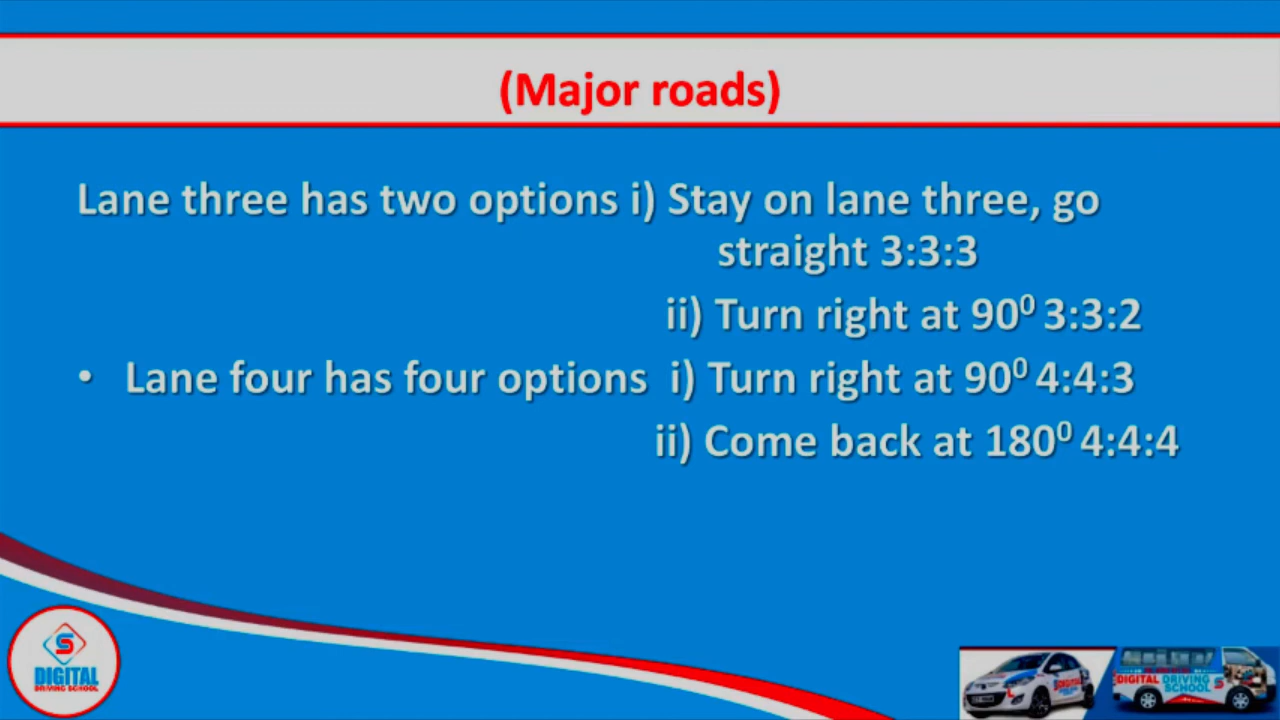 (Major roads)
Lane three has two options i) Stay on lane three, go
straight 3:3:3
ii) Turn right at 90⁰ 3:3:2
• Lane four has four options i) Turn right at 90⁰ 4:4:3
ii) Come back at 180⁰ 4:4:4
S
DIGITAL
DRIVING SCHOOL
DIGITAL DRIVING
SCHOOL S